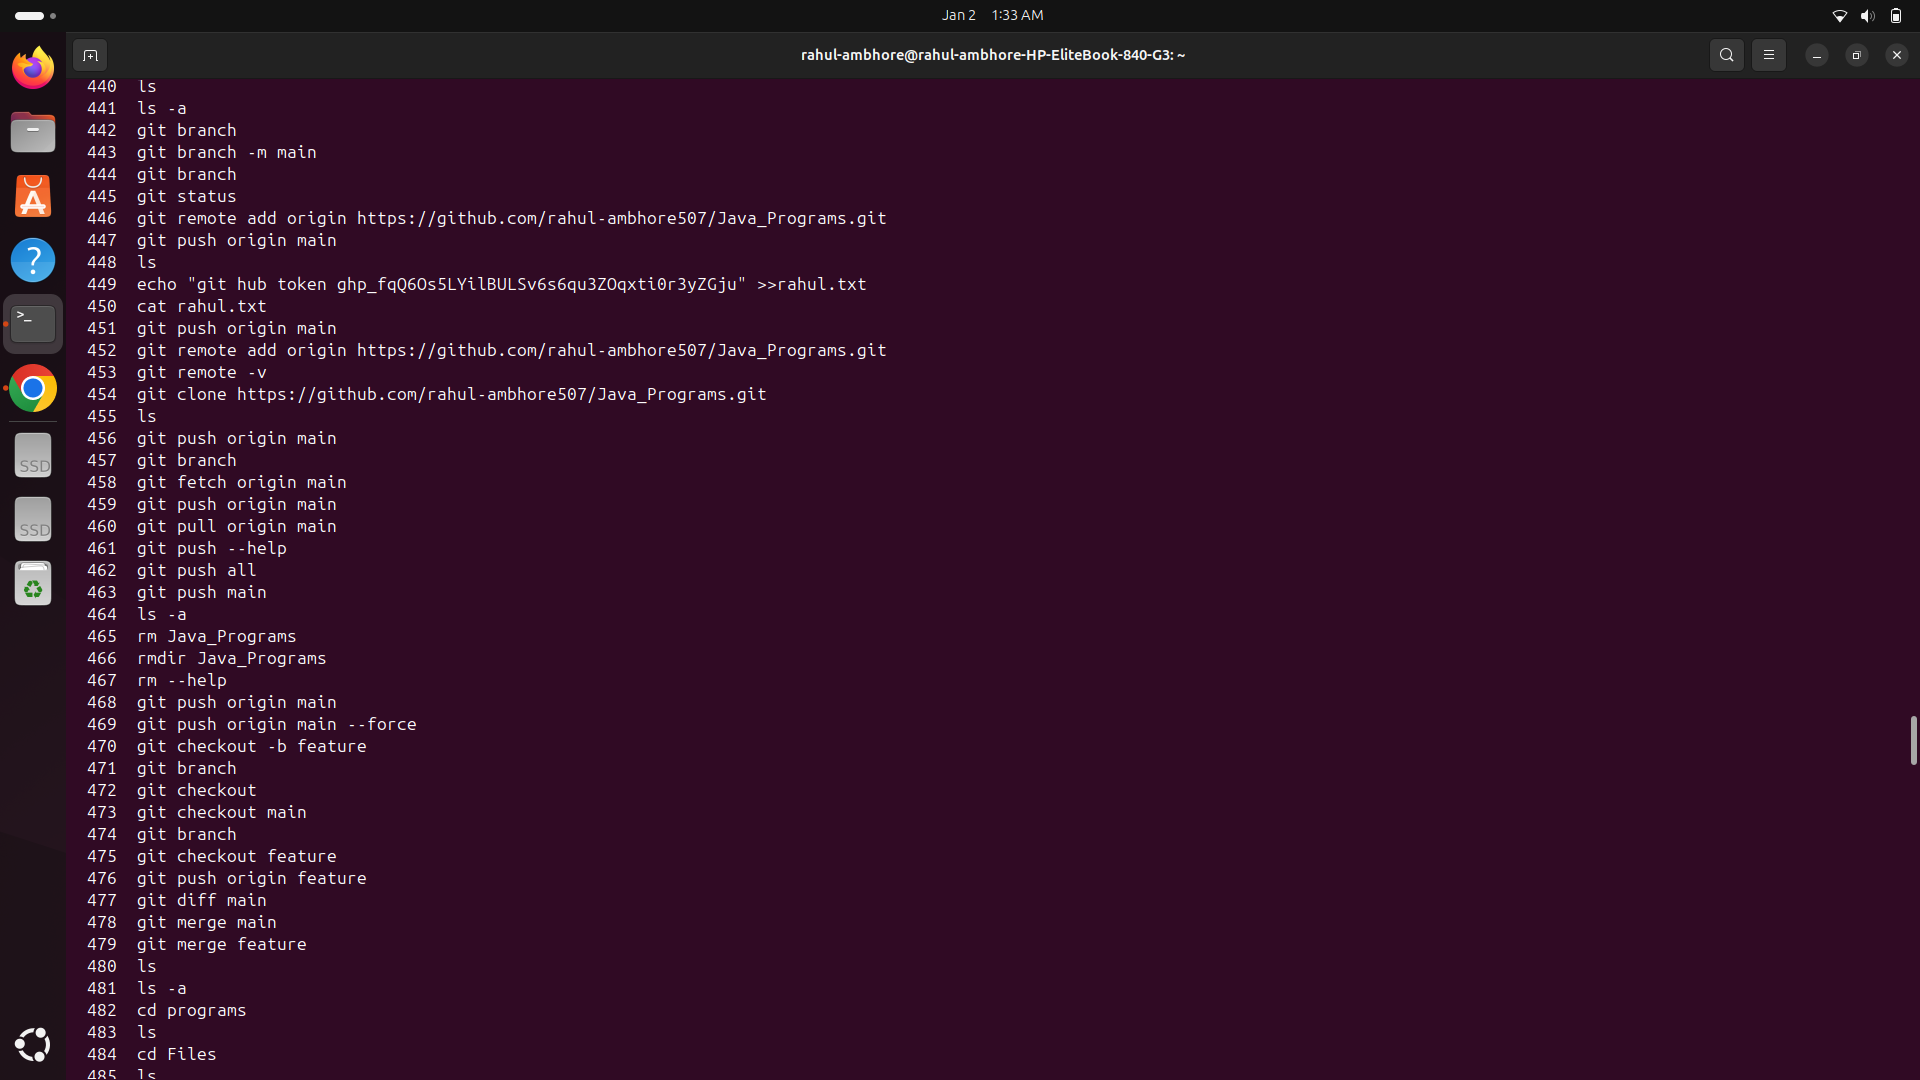 Jan 2 1:33 AM
rahul-ambhore@rahul-ambhore-HP-EliteBook-840-G3: ~
440 ls
441 ls -a
442 git branch
443 git branch -m main
444 git branch
445 git status
446 git remote add origin https://github.com/rahul-ambhore507/Java_Programs.git
447 git push origin main
448 ls
449 echo "git hub token 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" >>rahul.txt
450 cat rahul.txt
451 git push origin main
452 git remote add origin https://github.com/rahul-ambhore507/Java_Programs.git
453 git remote -v
454 git clone https://github.com/rahul-ambhore507/Java_Programs.git
455 ls
456 git push origin main
457 git branch
458 git fetch origin main
459 git push origin main
460 git pull origin main
461 git push --help
462 git push all
463 git push main
464 ls -a
465 rm Java_Programs
466 rmdir Java_Programs
467 rm --help
468 git push origin main
469 git push origin main --force
470 git checkout -b feature
471 git branch
472 git checkout
473 git checkout main
474 git branch
475 git checkout feature
476 git push origin feature
477 git diff main
478 git merge main
479 git merge feature
480 ls
481 ls -a
482 cd programs
483 ls
484 cd Files
485 ls
SSD
SSD